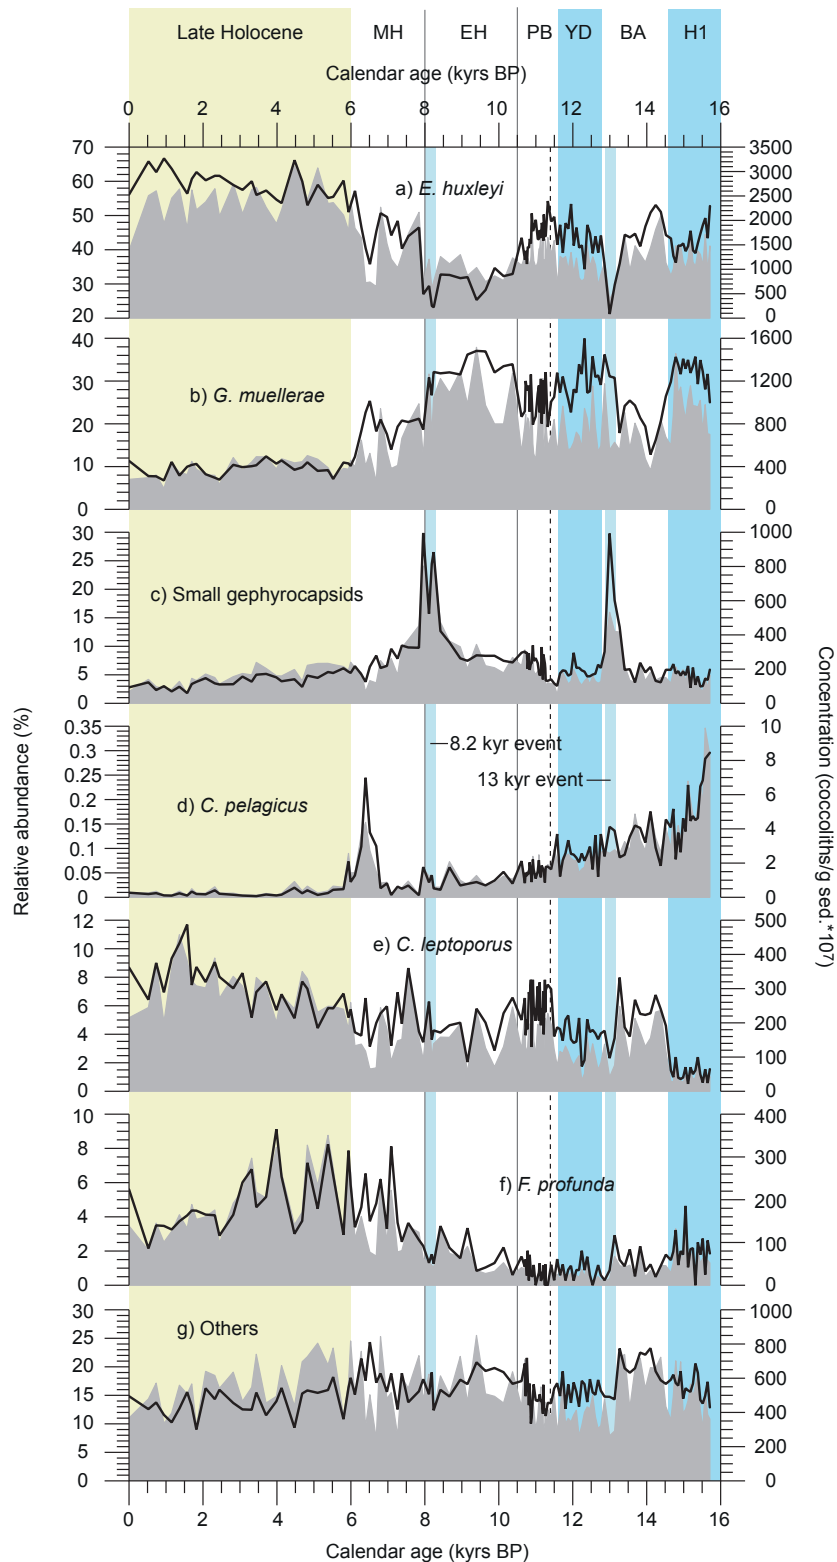 Late Holocene MH EH PB YD BA H1
Calendar age (kyrs BP)
0 2 4 6 8 10 12 14 16
70 60 50 40 30 20
a) E. huxleyi
3500 3000 2500 2000 1500 1000 500 0
40 30 20 10 0
b) G. muellerae
1600 1200 800 400 0
30 25 20 15 10 5 0
c) Small gephyrocapsids
1000 800 600 400 200 0
Relative abundance (%)
Concentration (coccoliths/g sed.*10⁷)
0.35 0.3 0.25 0.2 0.15 0.1 0.05 0
8.2 kyr event
13 kyr event
d) C. pelagicus
10 8 6 4 2 0
12 10 8 6 4 2 0
e) C. leptoporus
500 400 300 200 100 0
10 8 6 4 2 0
f) F. profunda
400 300 200 100 0
30 25 20 15 10 5 0
g) Others
1000 800 600 400 200 0
0 2 4 6 8 10 12 14 16
Calendar age (kyrs BP)